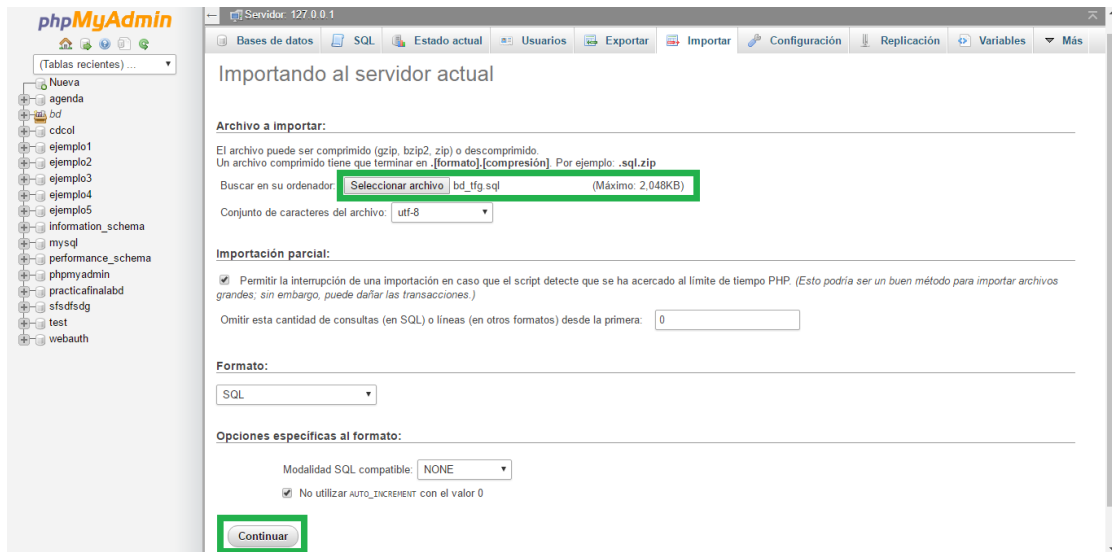 phpMyAdmin
(Tablas recientes) ...
Nueva
agenda
bd
cdcol
ejemplo1
ejemplo2
ejemplo3
ejemplo4
ejemplo5
information_schema
mysql
performance_schema
phpmyadmin
practicafinalabd
sfsdfsdg
test
webauth
Servidor: 127.0.0.1
Bases de datos SQL Estado actual Usuarios Exportar Importar Configuración Replicación Variables Más
Importando al servidor actual
Archivo a importar:
El archivo puede ser comprimido (gzip, bzip2, zip) o descomprimido.
Un archivo comprimido tiene que terminar en .[formato].[compresión]. Por ejemplo: .sql.zip
Buscar en su ordenador: Seleccionar archivo bd_tfg.sql (Máximo: 2,048KB)
Conjunto de caracteres del archivo: utf-8
Importación parcial:
Permitir la interrupción de una importación en caso que el script detecte que se ha acercado al límite de tiempo PHP. (Esto podría ser un buen método para importar archivos
grandes; sin embargo, puede dañar las transacciones.)
Omitir esta cantidad de consultas (en SQL) o líneas (en otros formatos) desde la primera: 0
Formato:
SQL
Opciones específicas al formato:
Modalidad SQL compatible: NONE
No utilizar AUTO_INCREMENT con el valor 0
Continuar